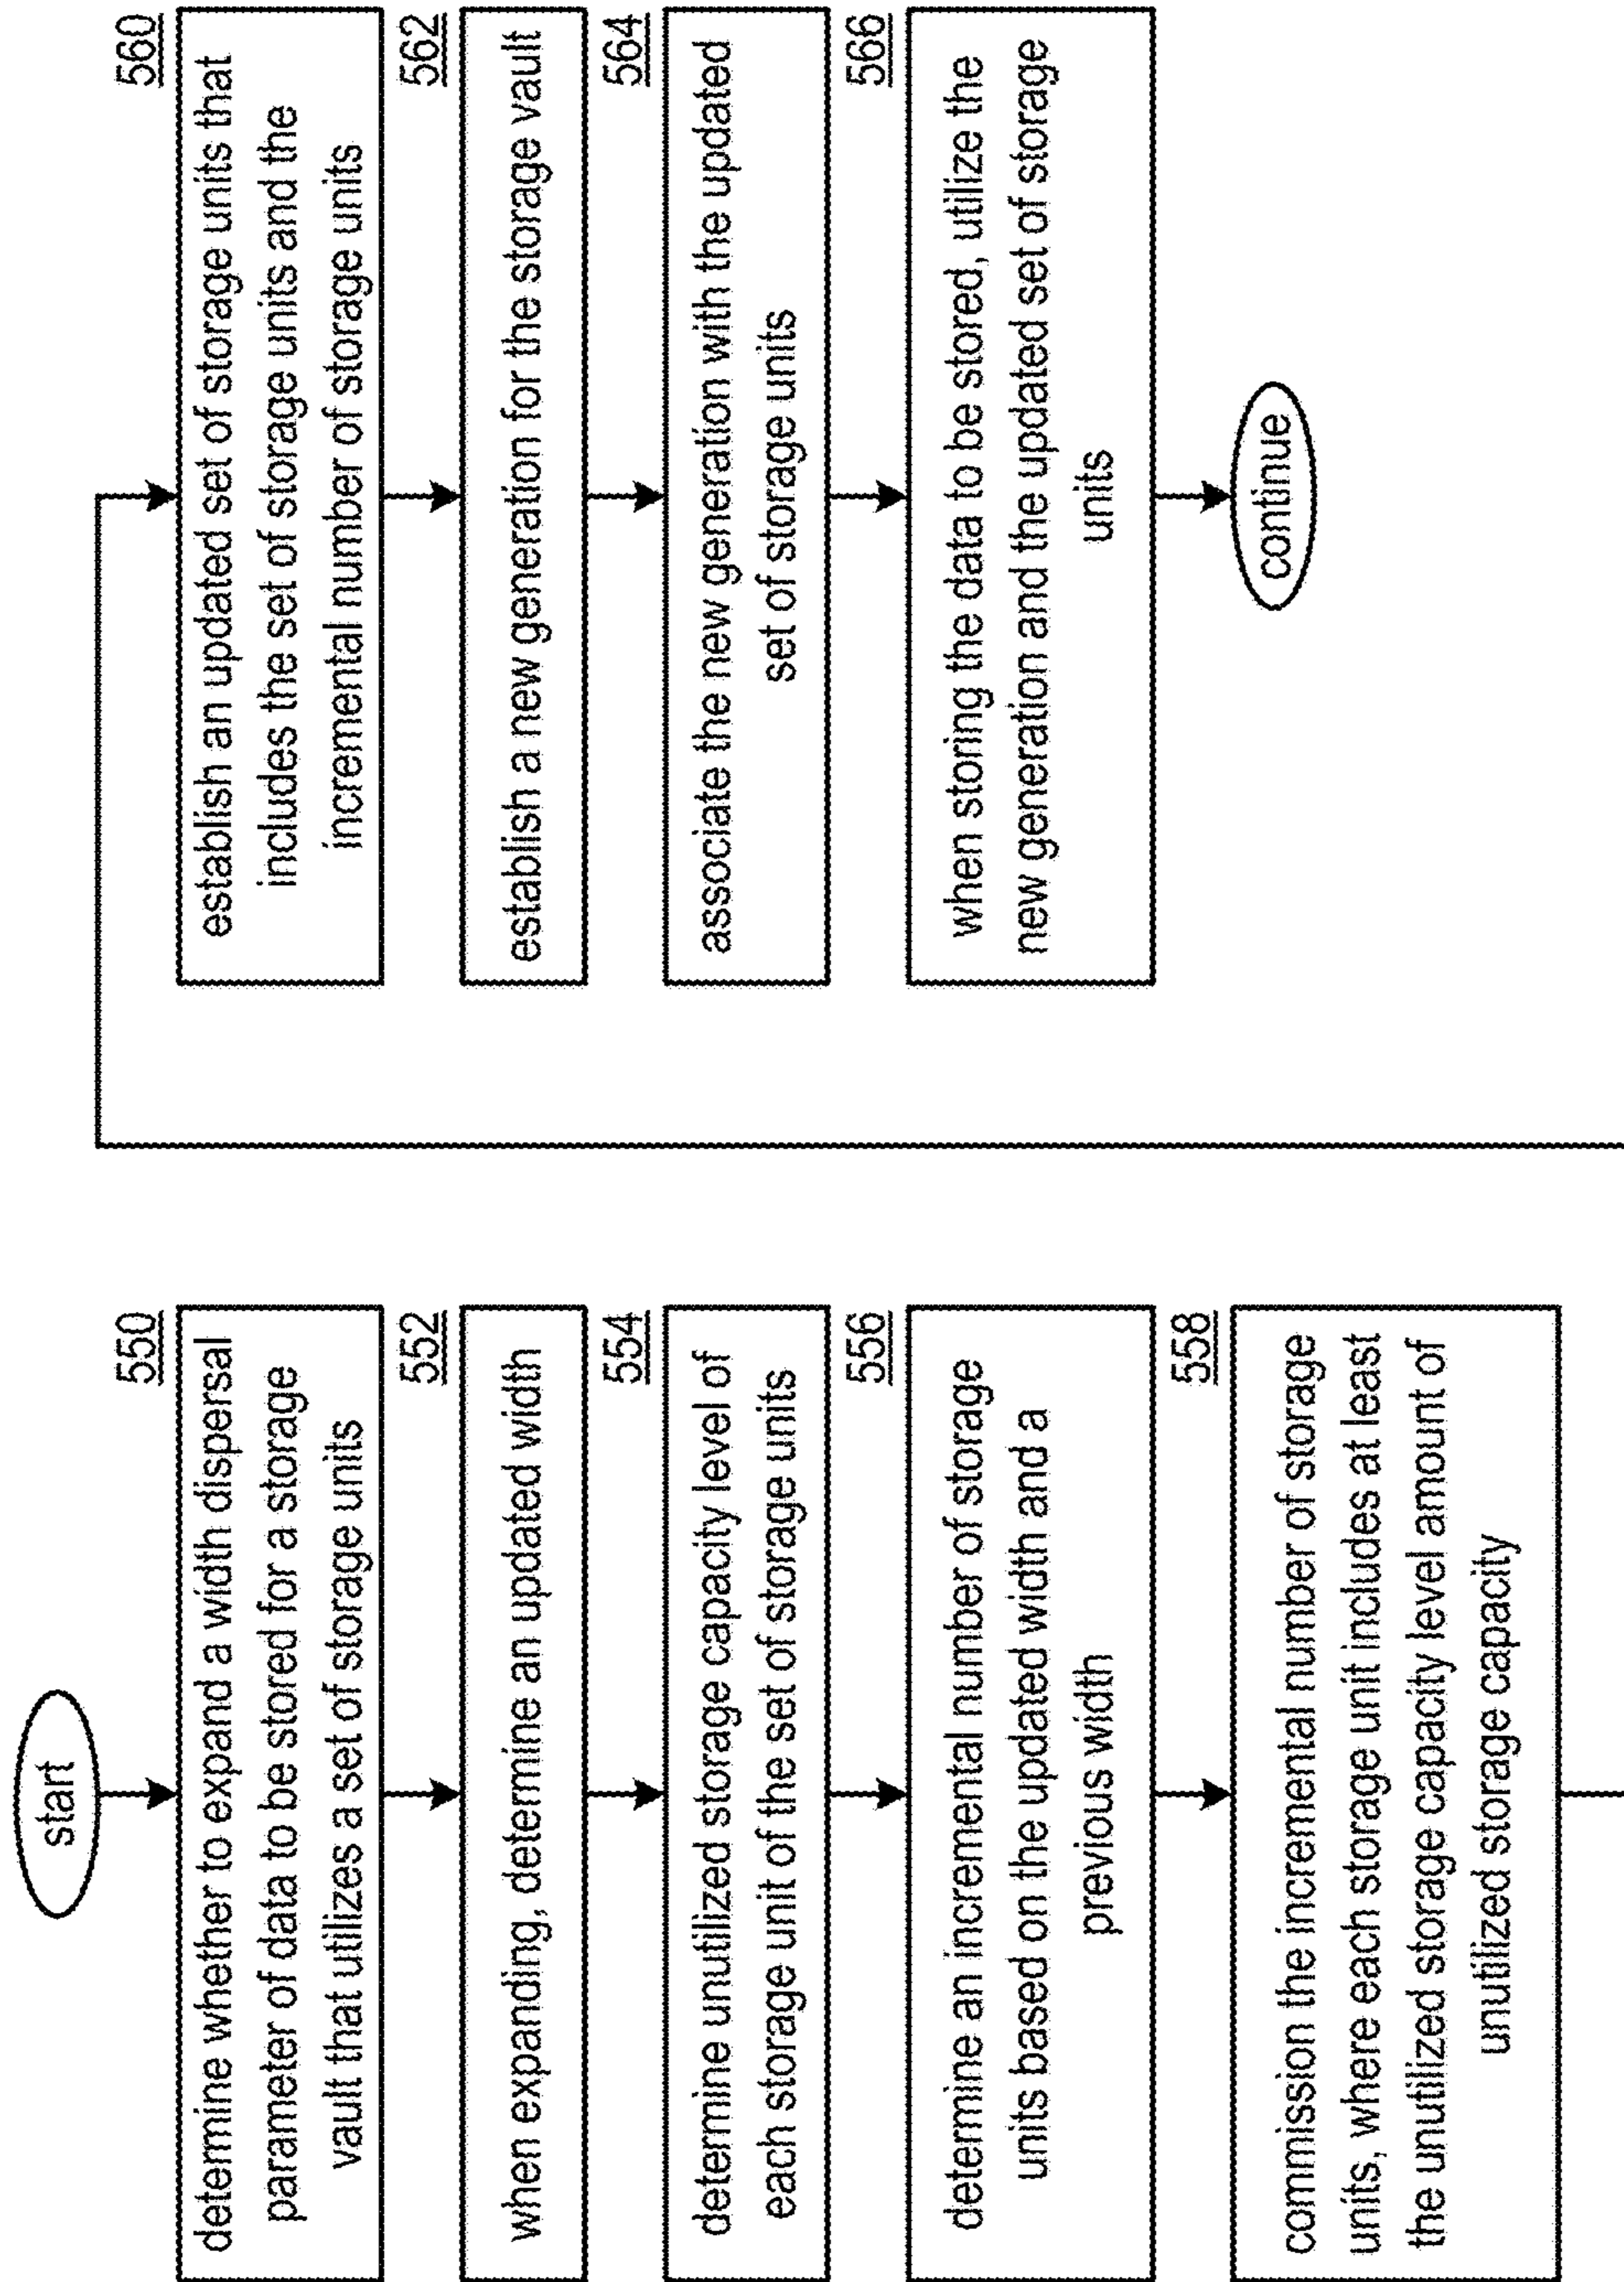 start
550
determine whether to expand a width dispersal
parameter of data to be stored for a storage
vault that utilizes a set of storage units
552
when expanding, determine an updated width
554
determine unutilized storage capacity level of
each storage unit of the set of storage units
556
determine an incremental number of storage
units based on the updated width and a
previous width
558
commission the incremental number of storage
units, where each storage unit includes at least
the unutilized storage capacity level amount of
unutilized storage capacity
560
establish an updated set of storage units that
includes the set of storage units and the
incremental number of storage units
562
establish a new generation for the storage vault
564
associate the new generation with the updated
set of storage units
566
when storing the data to be stored, utilize the
new generation and the updated set of storage
units
continue